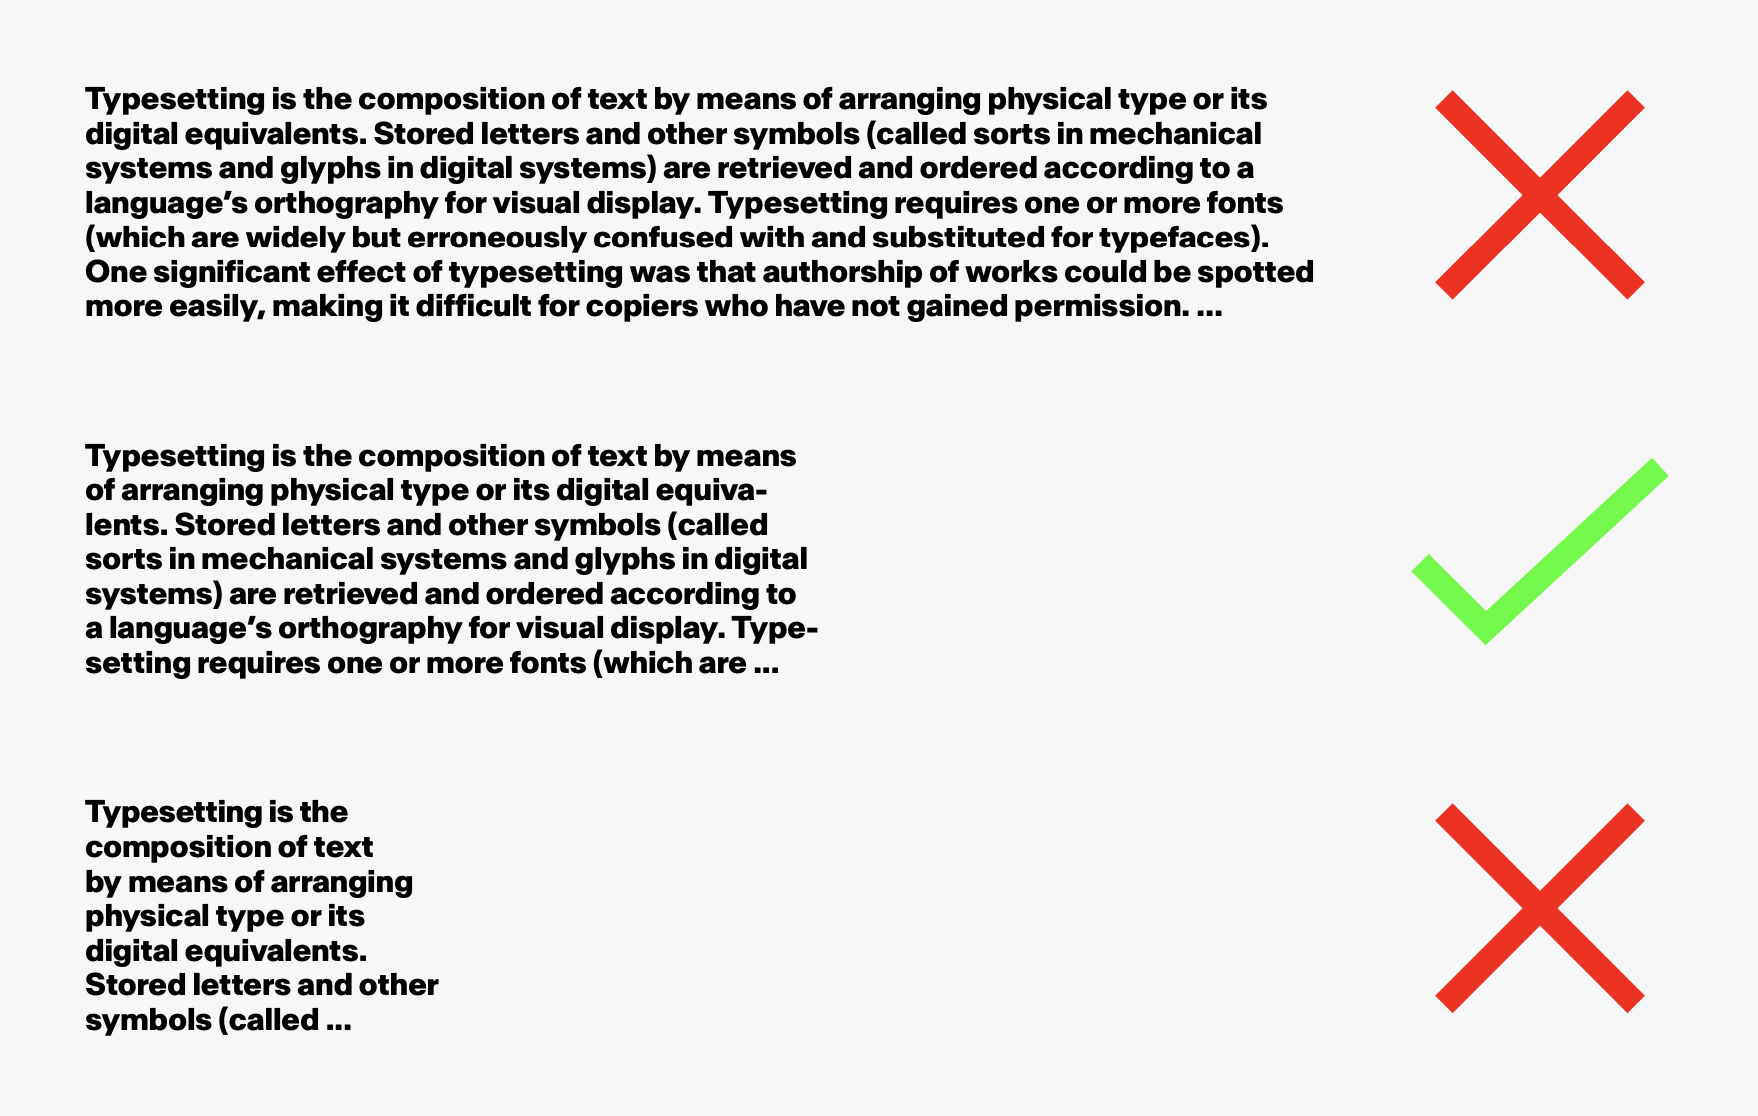 Typesetting is the composition of text by means of arranging physical type or its
digital equivalents. Stored letters and other symbols (called sorts in mechanical
systems and glyphs in digital systems) are retrieved and ordered according to a
language’s orthography for visual display. Typesetting requires one or more fonts
(which are widely but erroneously confused with and substituted for typefaces).
One significant effect of typesetting was that authorship of works could be spotted
more easily, making it difficult for copiers who have not gained permission. ...
Typesetting is the composition of text by means
of arranging physical type or its digital equiva-
lents. Stored letters and other symbols (called
sorts in mechanical systems and glyphs in digital
systems) are retrieved and ordered according to
a language’s orthography for visual display. Type-
setting requires one or more fonts (which are ...
Typesetting is the
composition of text
by means of arranging
physical type or its
digital equivalents.
Stored letters and other
symbols (called ...